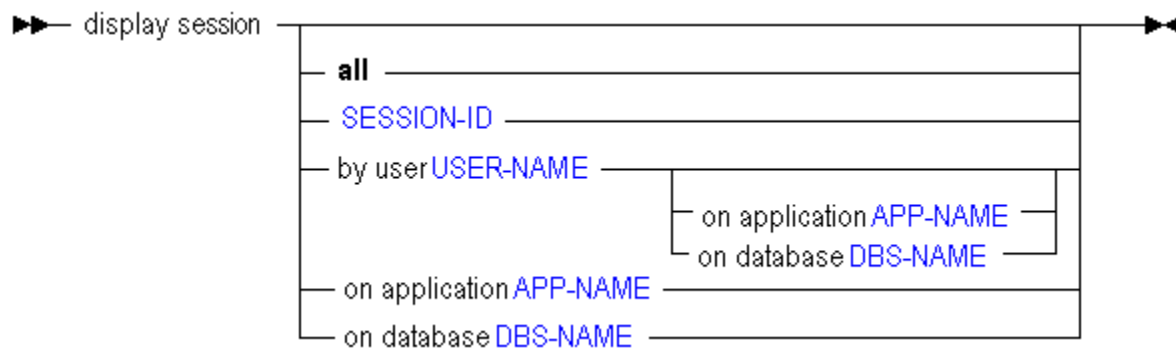 display session
all
SESSION-ID
by user USER-NAME
on application APP-NAME
on database DBS-NAME
on application APP-NAME
on database DBS-NAME